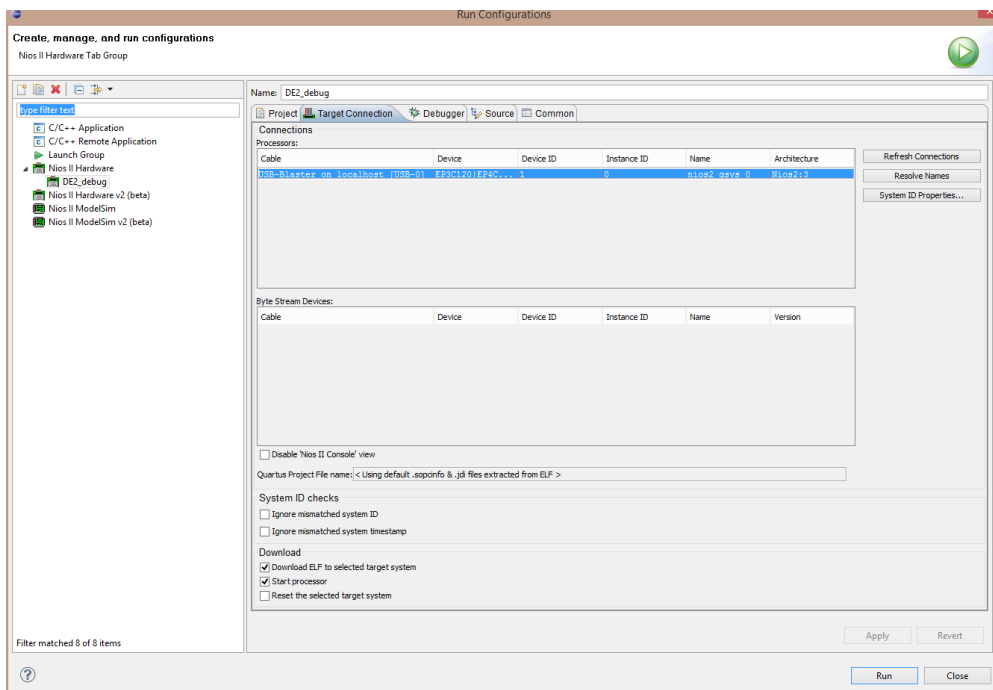 Run Configurations
Create, manage, and run configurations
Nios II Hardware Tab Group
type filter text
C/C++ Application
C/C++ Remote Application
Launch Group
Nios II Hardware
DE2_debug
Nios II Hardware v2 (beta)
Nios II ModelSim
Nios II ModelSim v2 (beta)
Filter matched 8 of 8 items
Name: DE2_debug
Project Target Connection Debugger Source Common
Connections
Processors:
Cable Device Device ID Instance ID Name Architecture
USB-Blaster on localhost [USB-0] EP3C120|EP4C... 1 0 nios2_qsys_0 Nios2:3
Refresh Connections
Resolve Names
System ID Properties...
Byte Stream Devices:
Cable Device Device ID Instance ID Name Version
Disable 'Nios II Console' view
Quartus Project File name: < Using default .sopcinfo & .jdi files extracted from ELF >
System ID checks
Ignore mismatched system ID
Ignore mismatched system timestamp
Download
Download ELF to selected target system
Start processor
Reset the selected target system
Apply Revert
Run Close